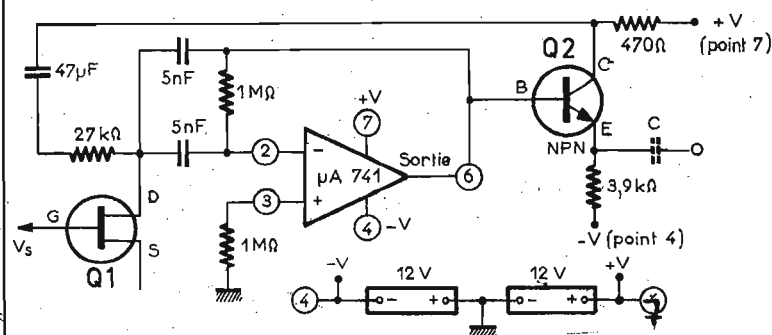 47µF
5nF
1MΩ
27kΩ
5nF
D
G
S
Vs
Q1
2
3
1MΩ
-
+
µA 741
+V
7
4
-V
Sortie
6
Q2
B
C
E
NPN
470Ω
+V
(point 7)
C
3,9kΩ
-V (point 4)
4
-V
-
12 V
+
-
12 V
+
+V